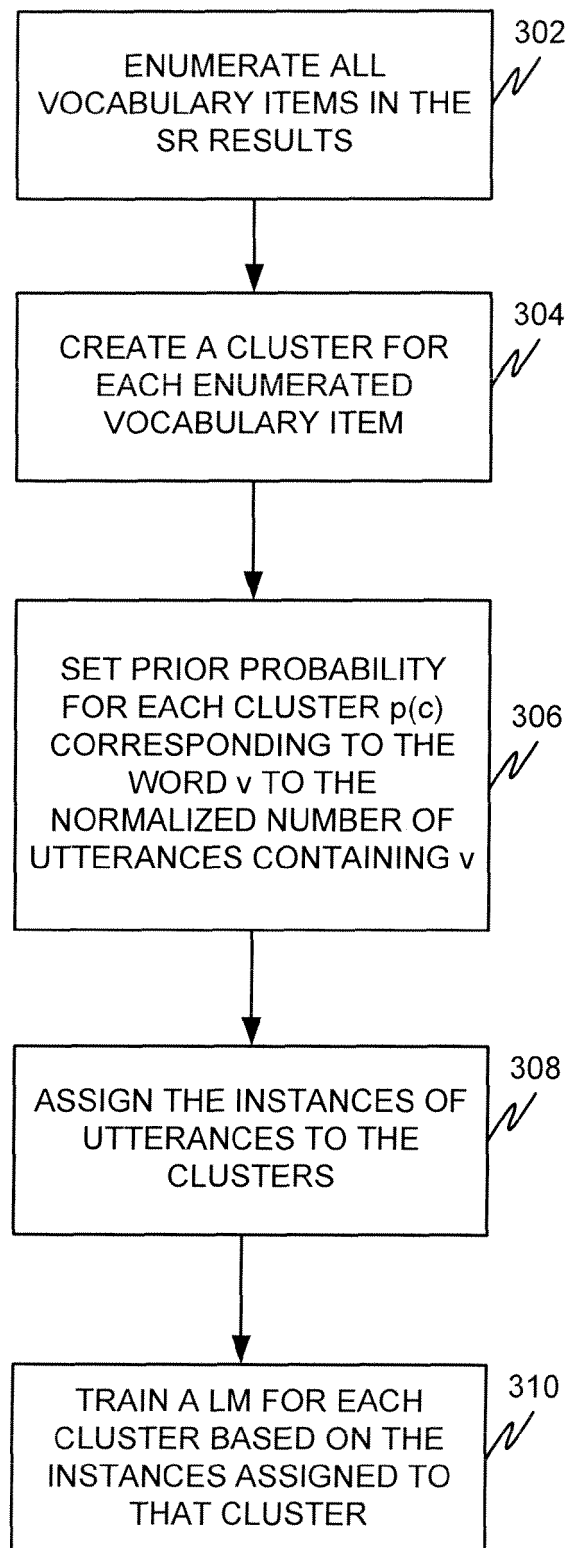 302
ENUMERATE ALL
VOCABULARY ITEMS IN THE
SR RESULTS
304
CREATE A CLUSTER FOR
EACH ENUMERATED
VOCABULARY ITEM
306
SET PRIOR PROBABILITY
FOR EACH CLUSTER p(c)
CORRESPONDING TO THE
WORD v TO THE
NORMALIZED NUMBER OF
UTTERANCES CONTAINING v
308
ASSIGN THE INSTANCES OF
UTTERANCES TO THE
CLUSTERS
310
TRAIN A LM FOR EACH
CLUSTER BASED ON THE
INSTANCES ASSIGNED TO
THAT CLUSTER